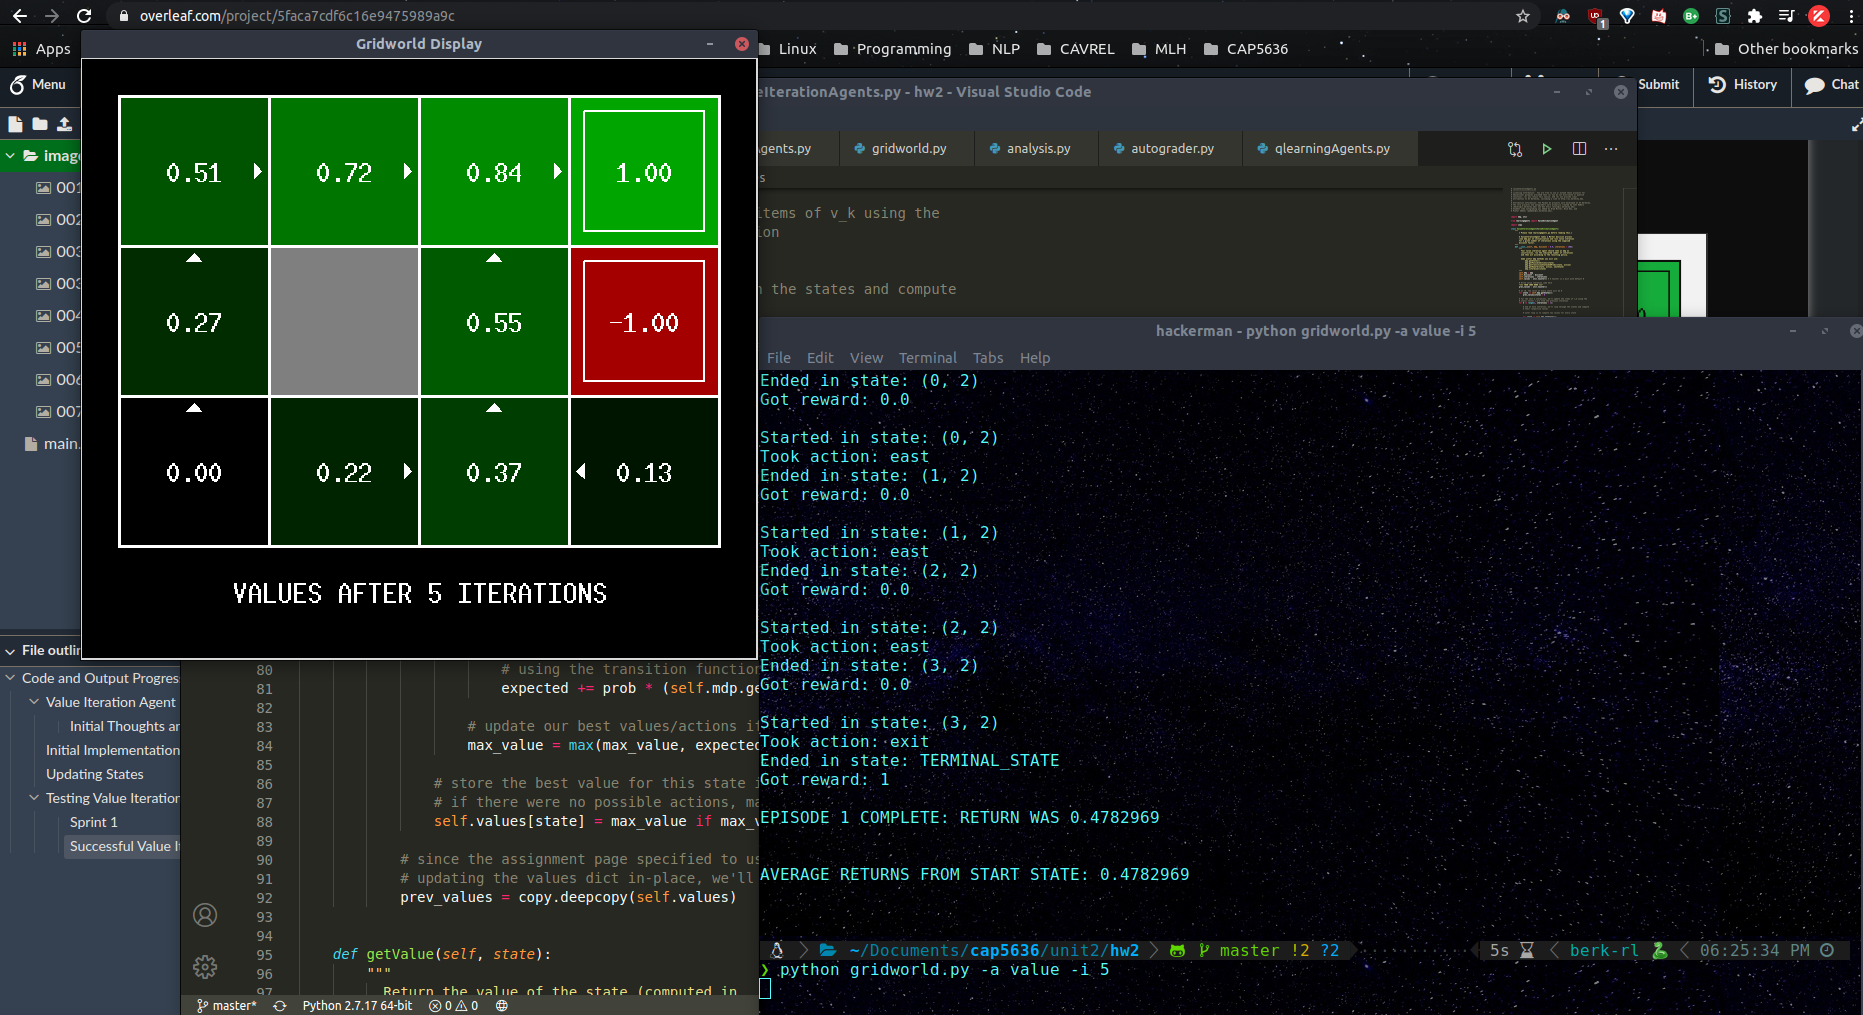 overleaf.com/project/5faca7cdf6c16e9475989a9c
1
Apps
Linux
Programming
NLP
CAVREL
MLH
CAP5636
Other bookmarks
Menu
Submit
History
Chat
Gridworld Display
0.51 0.72 0.84 1.00
0.27 0.55 -1.00
0.00 0.22 0.37 0.13
VALUES AFTER 5 ITERATIONS
imag
001
002
003
003
004
005
006
007
main.
File outli
Code and Output Progres
Value Iteration Agent
Initial Thoughts ar
Initial Implementation
Updating States
Testing Value Iteration
Sprint 1
Successful Value It
eIterationAgents.py - hw2 - Visual Studio Code
gents.py
gridworld.py
analysis.py
autograder.py
qlearningAgents.py
s
items of v_k using the
ion
n the states and compute
80 # using the transition function
81 expected += prob * (self.mdp.ge
82
83 # update our best values/actions i
84 max_value = max(max_value, expected
85
86 # store the best value for this state
87 # if there were no possible actions, ma
88 self.values[state] = max_value if max_v
89
90 # since the assignment page specified to us
91 # updating the values dict in-place, we'll
92 prev_values = copy.deepcopy(self.values)
93
94
95 def getValue(self, state):
96 """
97 Return the value of the state (computed in
master*
Python 2.7.17 64-bit
0
0
hackerman - python gridworld.py -a value -i 5
File Edit View Terminal Tabs Help
Ended in state: (0, 2)
Got reward: 0.0
Started in state: (0, 2)
Took action: east
Ended in state: (1, 2)
Got reward: 0.0
Started in state: (1, 2)
Took action: east
Ended in state: (2, 2)
Got reward: 0.0
Started in state: (2, 2)
Took action: east
Ended in state: (3, 2)
Got reward: 0.0
Started in state: (3, 2)
Took action: exit
Ended in state: TERMINAL_STATE
Got reward: 1
EPISODE 1 COMPLETE: RETURN WAS 0.4782969
AVERAGE RETURNS FROM START STATE: 0.4782969
~/Documents/cap5636/unit2/hw2 master !2 ?2 5s berk-rl 06:25:34 PM
❯ python gridworld.py -a value -i 5